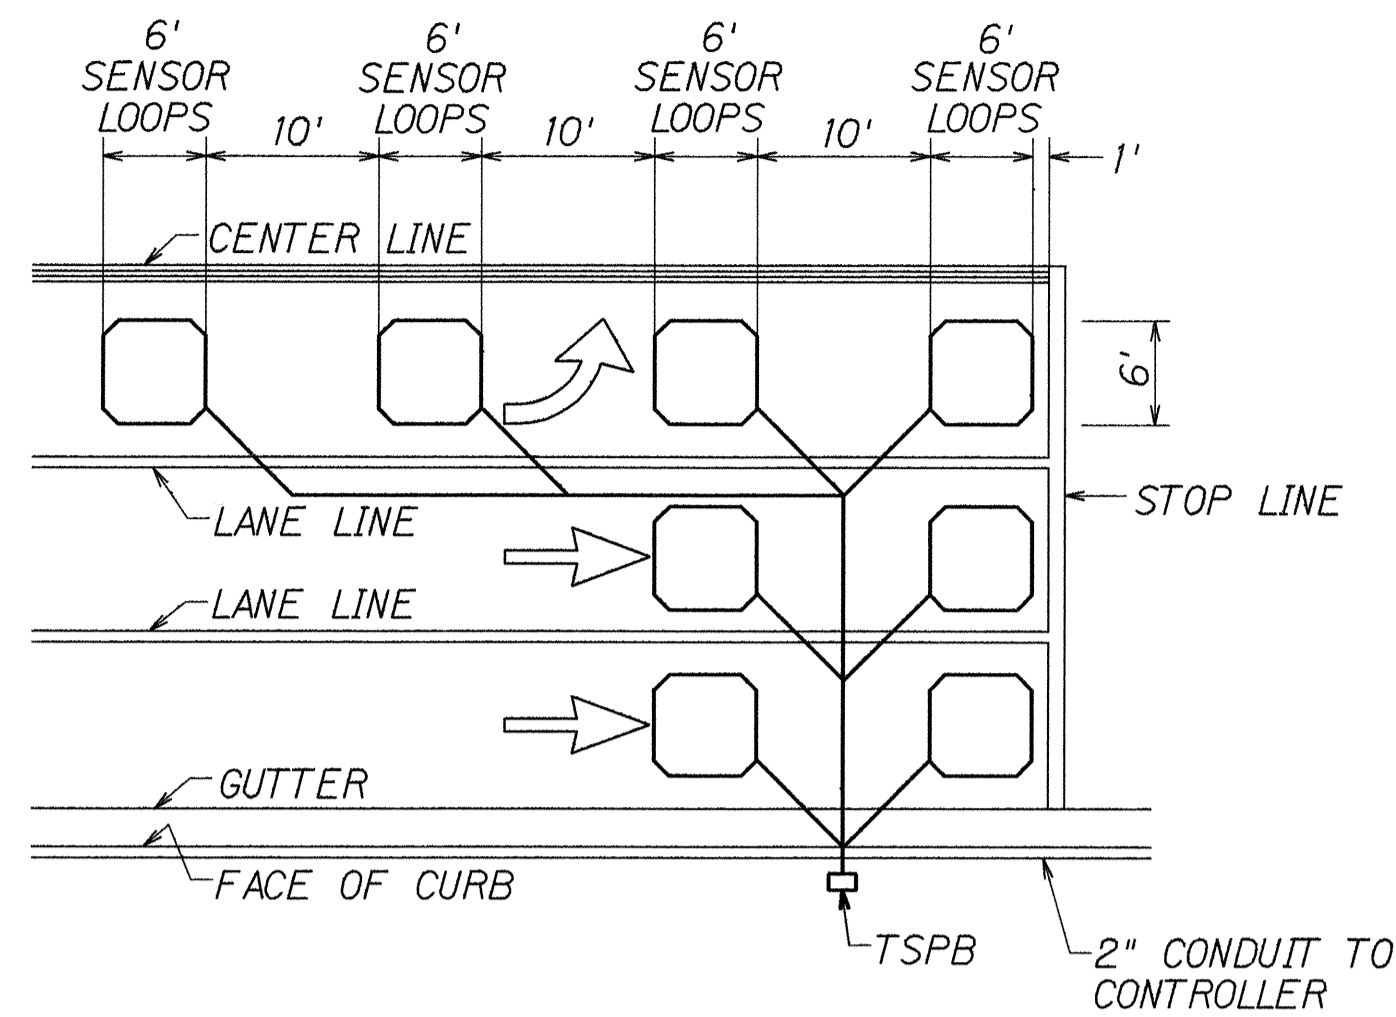 6'
SENSOR
LOOPS
10'
6'
SENSOR
LOOPS
10'
6'
SENSOR
LOOPS
10'
6'
SENSOR
LOOPS
1'
CENTER LINE
6'
LANE LINE
STOP LINE
LANE LINE
GUTTER
FACE OF CURB
TSPB
2" CONDUIT TO
CONTROLLER